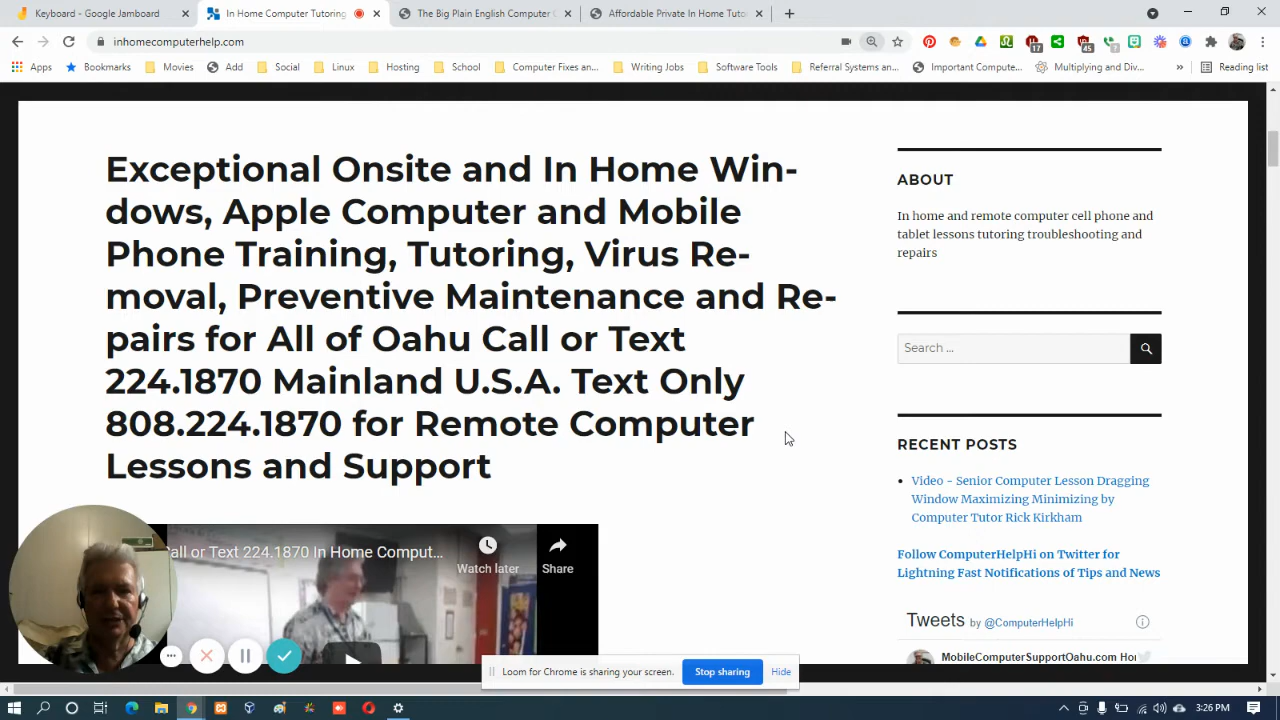 Keyboard - Google Jamboard
In Home Computer Tutoring
The Big Plain English Computer
Affordable Private In Home Tuto
inhomecomputerhelp.com
17
45
Apps
Bookmarks
Movies
Add
Social
Linux
Hosting
School
Computer Fixes an...
Writing Jobs
Software Tools
Referral Systems an...
Important Compute...
Multiplying and Div...
»
Reading list
Exceptional Onsite and In Home Win-
dows, Apple Computer and Mobile
Phone Training, Tutoring, Virus Re-
moval, Preventive Maintenance and Re-
pairs for All of Oahu Call or Text
224.1870 Mainland U.S.A. Text Only
808.224.1870 for Remote Computer
Lessons and Support
Call or Text 224.1870 In Home Comput...
Watch later
Share
ABOUT
In home and remote computer cell phone and
tablet lessons tutoring troubleshooting and
repairs
Search ...
RECENT POSTS
Video – Senior Computer Lesson Dragging
Window Maximizing Minimizing by
Computer Tutor Rick Kirkham
Follow ComputerHelpHi on Twitter for
Lightning Fast Notifications of Tips and News
Tweets by @ComputerHelpHi
MobileComputerSupportOahu.com Hon
Loom for Chrome is sharing your screen.
Stop sharing
Hide
3:26 PM